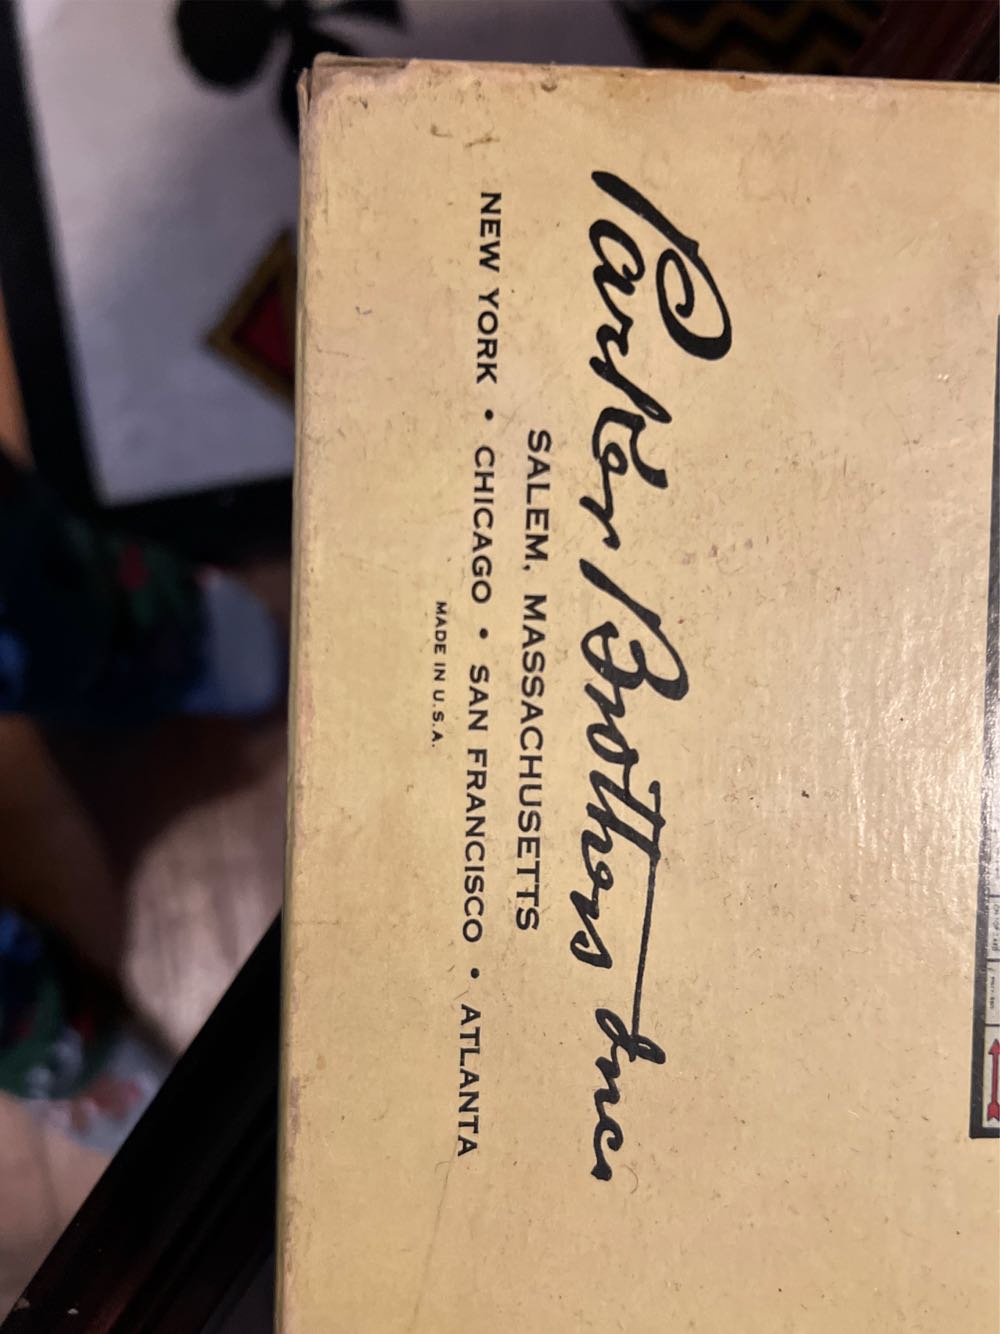 Parker Brothers Inc.
SALEM, MASSACHUSETTS
NEW YORK • CHICAGO • SAN FRANCISCO • ATLANTA
MADE IN U.S.A.